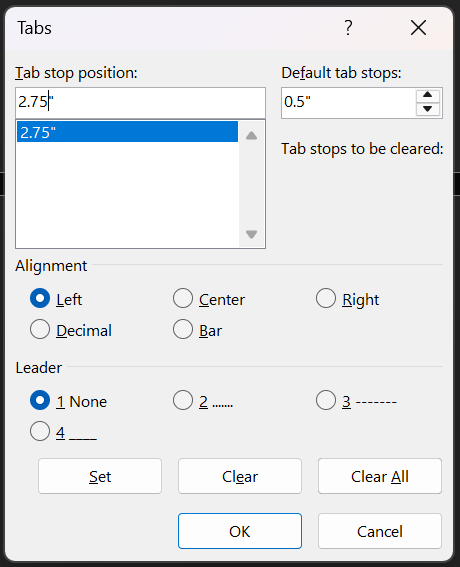 Tabs ?
Tab stop position: Default tab stops:
2.75" 0.5"
2.75"
Tab stops to be cleared:
Alignment
Left Center Right
Decimal Bar
Leader
1 None 2 ....... 3 -------
4 ____
Set Clear Clear All
OK Cancel